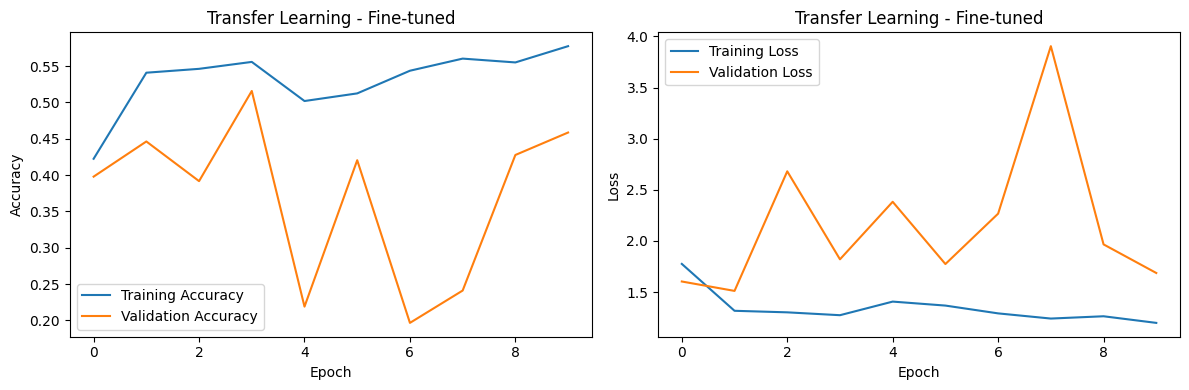 Transfer Learning - Fine-tuned
Accuracy
0.55
0.50
0.45
0.40
0.35
0.30
0.25
0.20
Training Accuracy
Validation Accuracy
0 2 4 6 8
Epoch
Transfer Learning - Fine-tuned
Loss
4.0
3.5
3.0
2.5
2.0
1.5
Training Loss
Validation Loss
0 2 4 6 8
Epoch